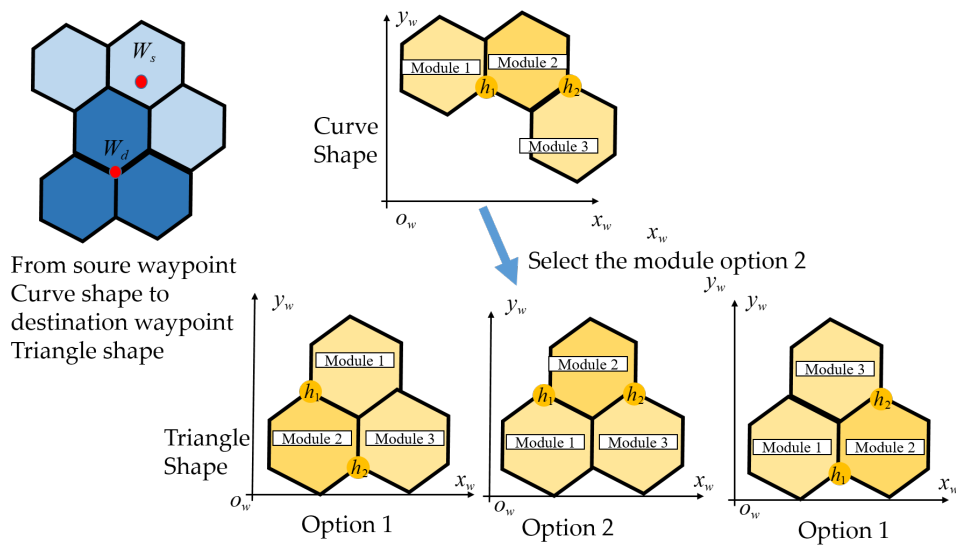 W_s
W_d
From soure waypoint
Curve shape to
destination waypoint
Triangle shape
y_w
Module 1
Module 2
h_1
h_2
Module 3
Curve
Shape
o_w
x_w
x_w
Select the module option 2
y_w
Module 1
h_1
Module 2
Module 3
h_2
Triangle
Shape
o_w
x_w
Option 1
y_w
Module 2
h_1
h_2
Module 1
Module 3
o_w
x_w
Option 2
y_w
y_w
Module 3
h_2
Module 1
Module 2
h_1
o_w
x_w
Option 1